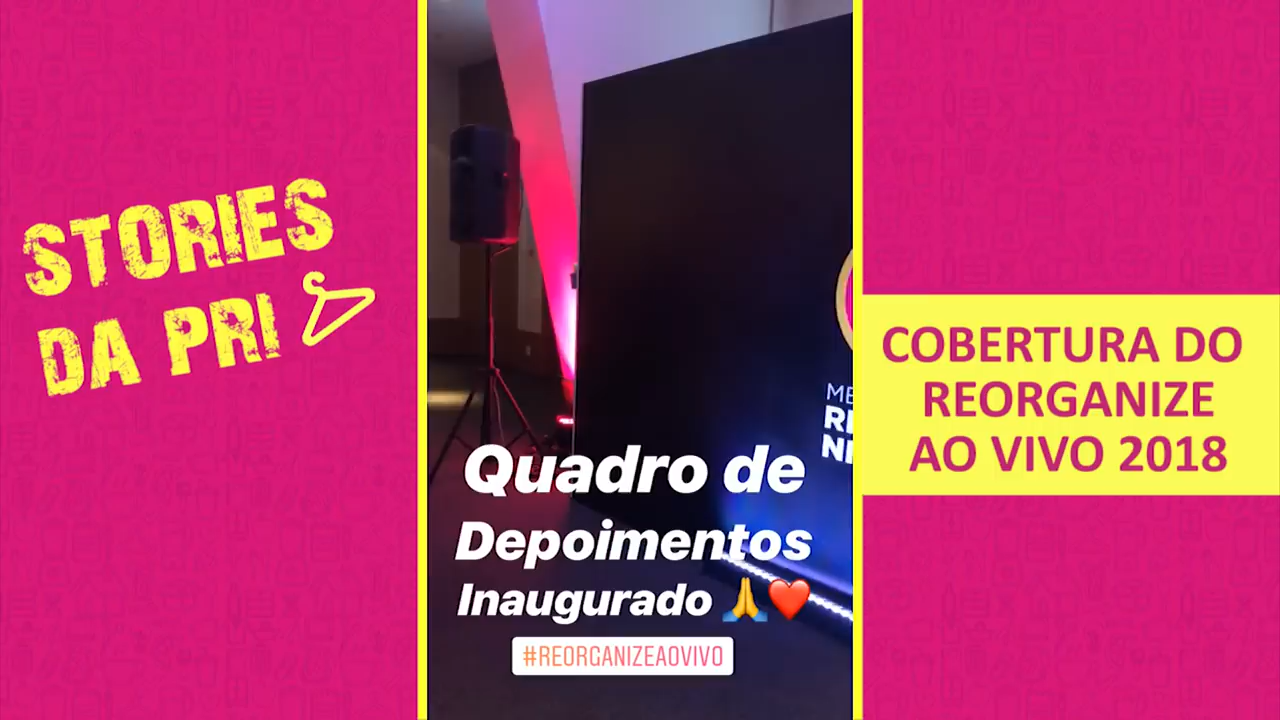 STORIES
DA PRI
Quadro de
Depoimentos
Inaugurado 🙏❤️
#REORGANIZEAOVIVO
COBERTURA DO
REORGANIZE
AO VIVO 2018